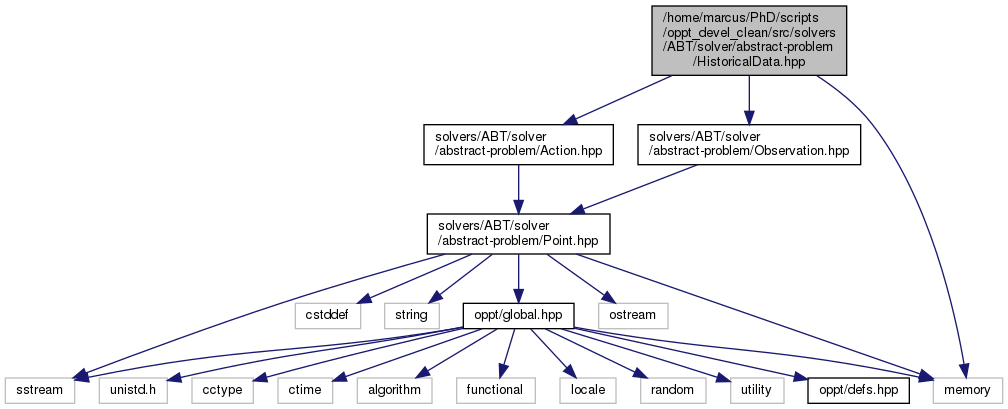 /home/marcus/PhD/scripts
/oppt_devel_clean/src/solvers
/ABT/solver/abstract-problem
/HistoricalData.hpp
solvers/ABT/solver
/abstract-problem/Action.hpp
solvers/ABT/solver
/abstract-problem/Observation.hpp
solvers/ABT/solver
/abstract-problem/Point.hpp
cstddef
string
oppt/global.hpp
ostream
sstream
unistd.h
cctype
ctime
algorithm
functional
locale
random
utility
oppt/defs.hpp
memory